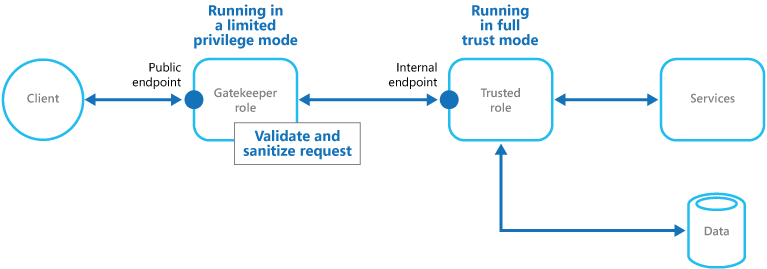 Running in
a limited
privilege mode
Running
in full
trust mode
Public
endpoint
Internal
endpoint
Client
Gatekeeper
role
Trusted
role
Services
Validate and
sanitize request
Data